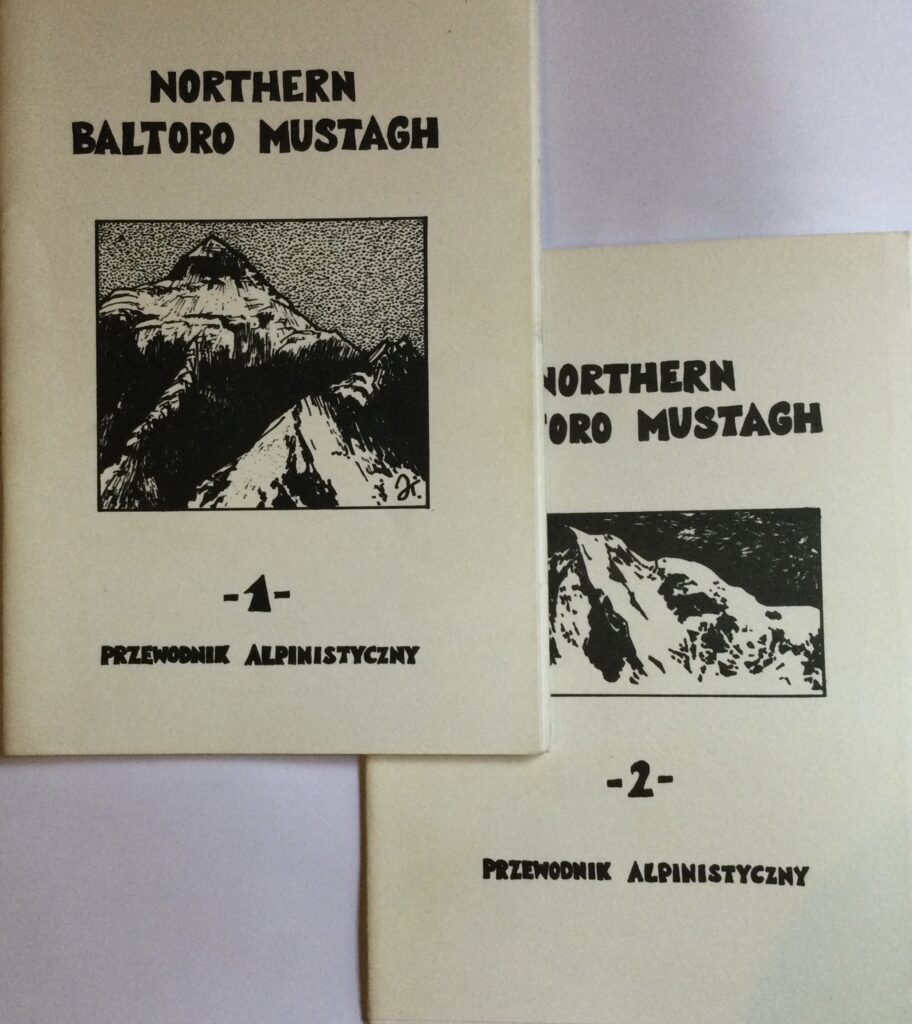 NORTHERN
BALTORO MUSTAGH
-1-
PRZEWODNIK ALPINISTYCZNY
NORTHERN
TORO MUSTAGH
-2-
PRZEWODNIK ALPINISTYCZNY